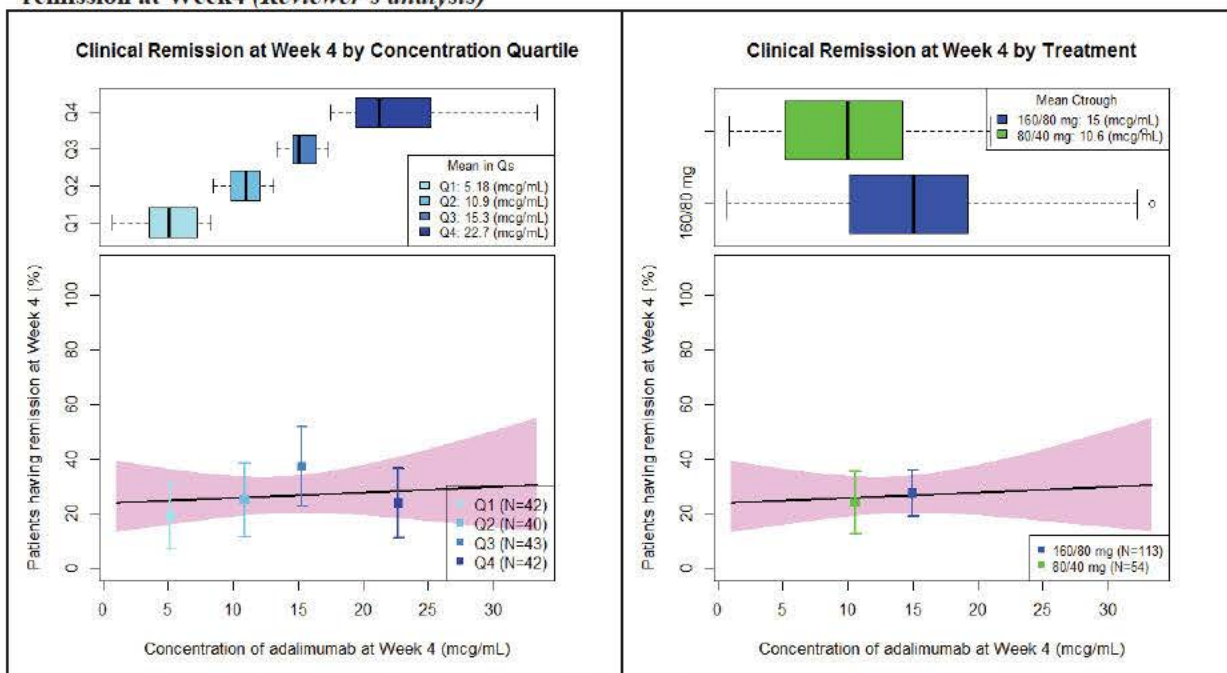 remission at Week4 (Reviewer's analysis)
Clinical Remission at Week 4 by Concentration Quartile
Q4
Q3
Q2
Q1
Mean in Qs
Q1: 5.18 (mcg/mL)
Q2: 10.9 (mcg/mL)
Q3: 15.3 (mcg/mL)
Q4: 22.7 (mcg/mL)
Patients having remission at Week 4 (%)
100
80
60
40
20
0
Q1 (N=42)
Q2 (N=40)
Q3 (N=43)
Q4 (N=42)
0 5 10 15 20 25 30
Concentration of adalimumab at Week 4 (mcg/mL)
Clinical Remission at Week 4 by Treatment
160/80 mg
Mean Ctrough
160/80 mg: 15 (mcg/mL)
80/40 mg: 10.6 (mcg/mL)
Patients having remission at Week 4 (%)
100
80
60
40
20
0
160/80 mg (N=113)
80/40 mg (N=54)
0 5 10 15 20 25 30
Concentration of adalimumab at Week 4 (mcg/mL)